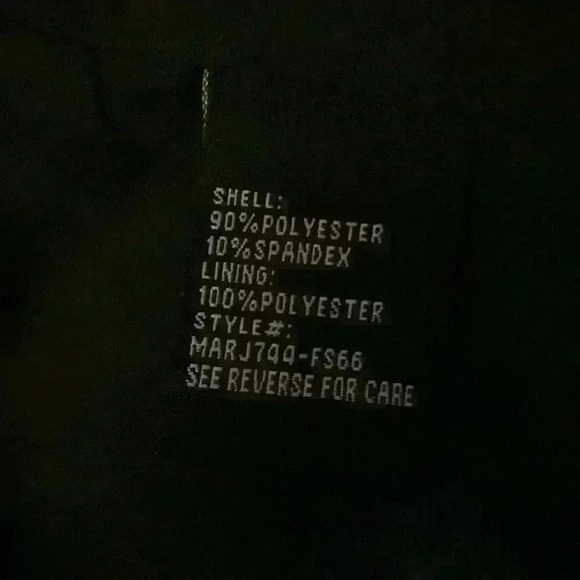 SHELL:
90%POLYESTER
10%SPANDEX
LINING:
100%POLYESTER
STYLE#:
MARJ744-FS66
SEE REVERSE FOR CARE